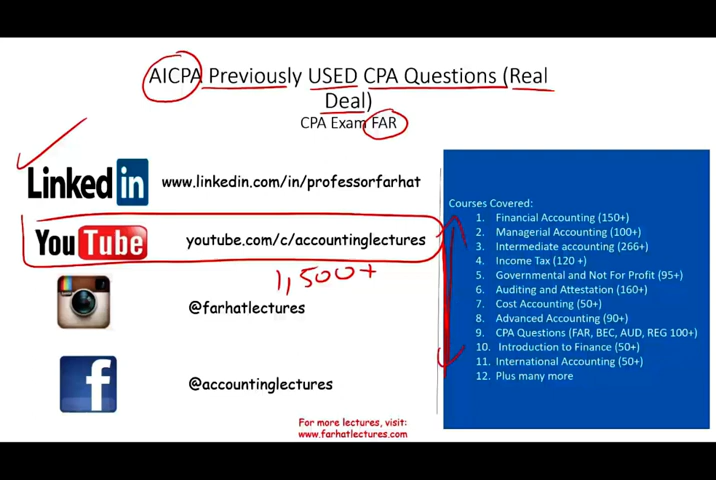 AICPA Previously USED CPA Questions (Real
Deal)
CPA Exam FAR
Linked in
www.linkedin.com/in/professorfarhat
YouTube
youtube.com/c/accountinglectures
1,500+
@farhatlectures
@accountinglectures
For more lectures, visit:
www.farhatlectures.com
Courses Covered:
1. Financial Accounting (150+)
2. Managerial Accounting (100+)
3. Intermediate accounting (266+)
4. Income Tax (120 +)
5. Governmental and Not For Profit (95+)
6. Auditing and Attestation (160+)
7. Cost Accounting (50+)
8. Advanced Accounting (90+)
9. CPA Questions (FAR, BEC, AUD, REG 100+)
10. Introduction to Finance (50+)
11. International Accounting (50+)
12. Plus many more